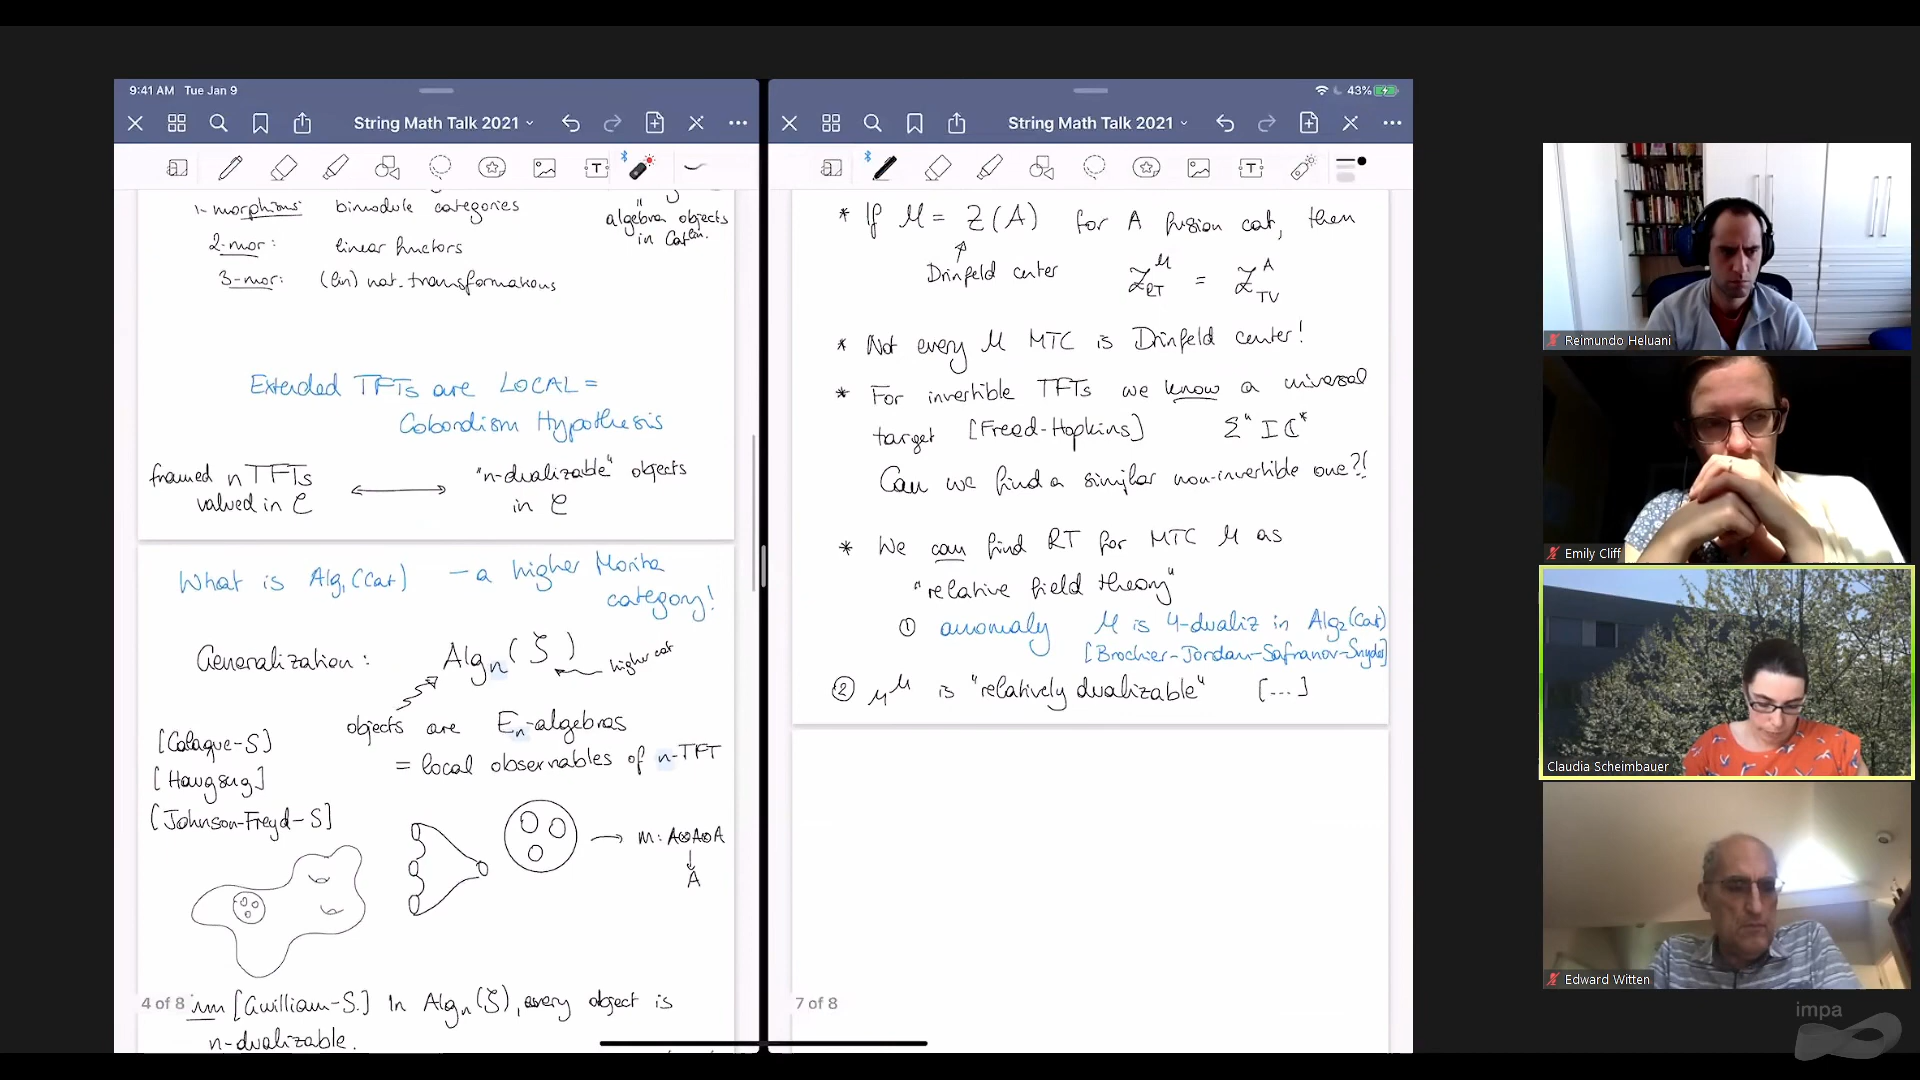 9:41 AM Tue Jan 9
String Math Talk 2021
1-morphisms: bimodule categories
2-mor: linear functors
3-mor: (lin) nat. transformations
algebra objects
in Cat^lin.
Extended TFTs are LOCAL =
Cobordism Hypothesis
framed nTFTs ⟷ "n-dualizable" objects
valued in C in C
What is Alg₁(Cat) – a higher Morita
category!
Generalization: Algₙ(S) higher cat
objects are Eₙ-algebras
= local observables of n-TFT
[Calaque-S]
[Haugseng]
[Johnson-Freyd-S]
m: A⊗A⊗A
↓
A
4 of 8
[Gwilliam-S.] In Algₙ(S), every object is
n-dualizable.
43%
String Math Talk 2021
* If M = Z(A) for A fusion cat, then
↑
Drinfeld center Z^M_RT = Z^A_TV
* Not every M MTC is Drinfeld center!
* For invertible TFTs we know a universal
target [Freed-Hopkins] Σⁿ I C*
Can we find a similar non-invertible one?!
* We can find RT for MTC M as
"relative field theory"
① anomaly M is 4-dualiz in Alg₂(Cat)
[Brochier-Jordan-Safronov-Snyder]
② M^M is "relatively dualizable" [...]
7 of 8
Reimundo Heluani
Emily Cliff
Claudia Scheimbauer
Edward Witten
impa